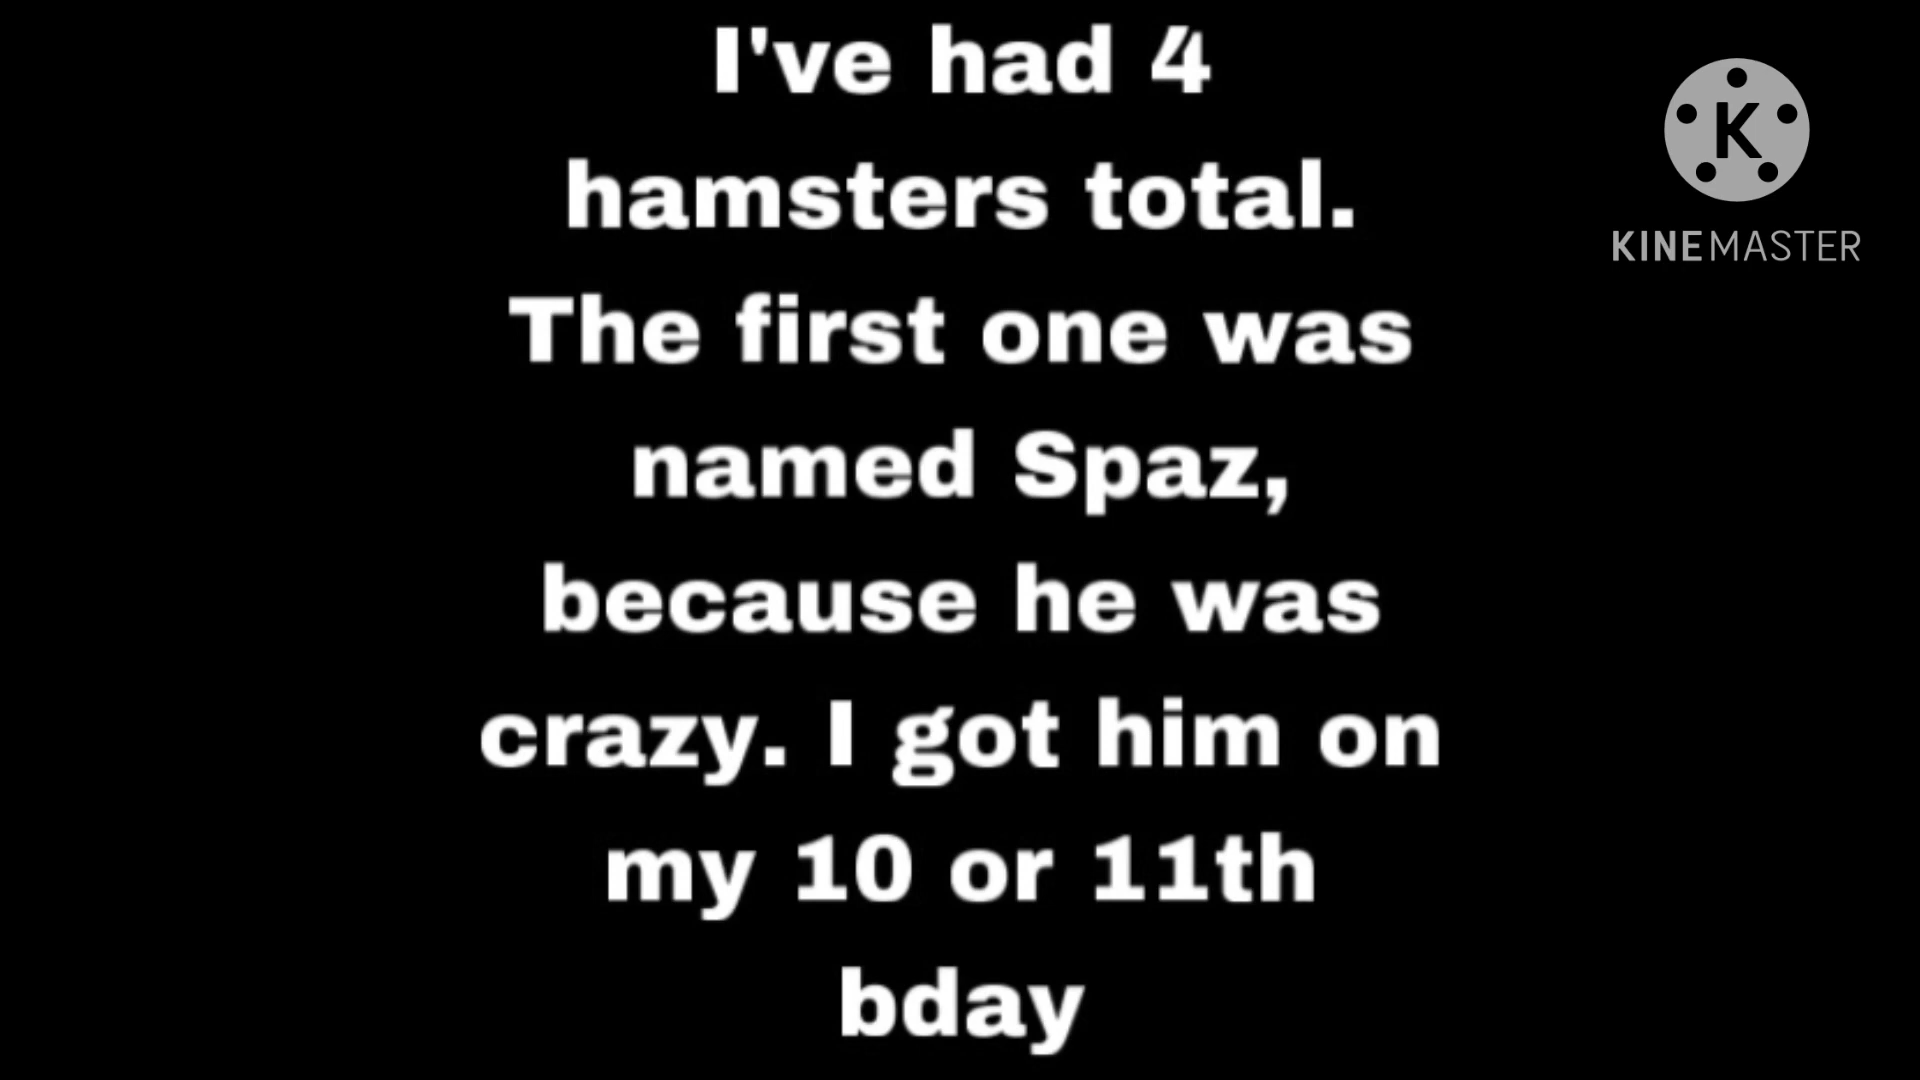 I've had 4
hamsters total.
The first one was
named Spaz,
because he was
crazy. I got him on
my 10 or 11th
bday
K
KINEMASTER